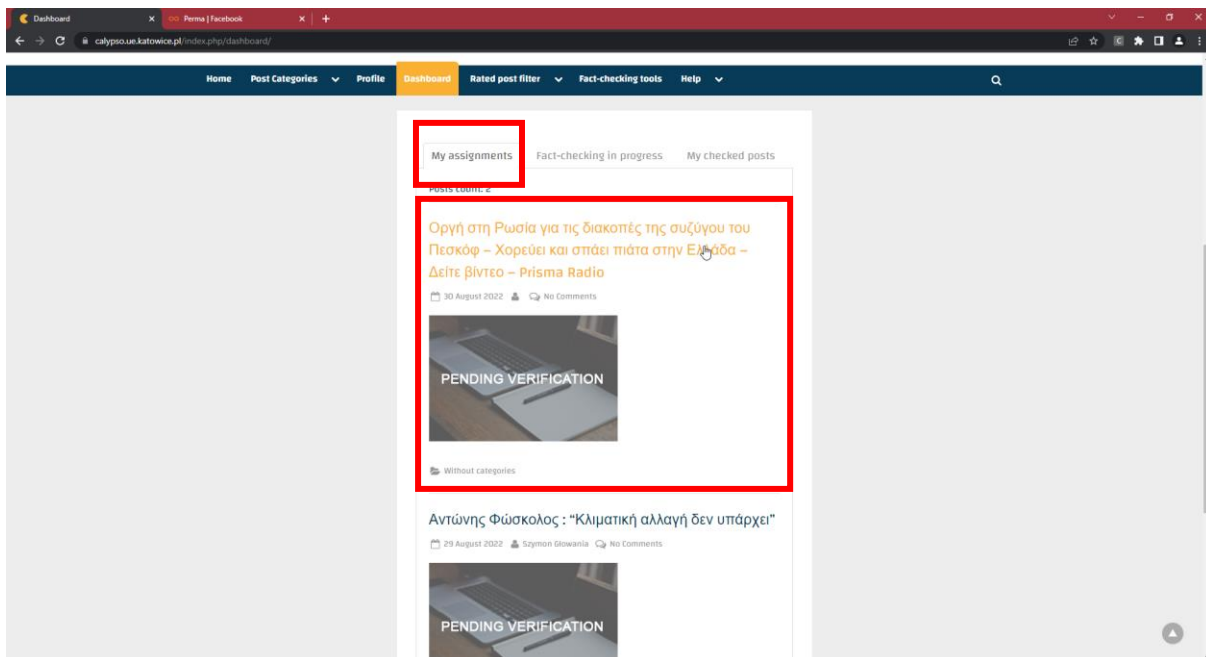 Dashboard
Perma | Facebook
calypso.ue.katowice.pl/index.php/dashboard/
Home Post Categories Profile Dashboard Rated post filter Fact-checking tools Help
My assignments Fact-checking in progress My checked posts
Posts count: 2
Οργή στη Ρωσία για τις διακοπές της συζύγου του
Πεσκόφ – Χορεύει και σπάει πιάτα στην Ελλάδα –
Δείτε βίντεο – Prisma Radio
30 August 2022 No Comments
PENDING VERIFICATION
Without categories
Αντώνης Φώσκολος : “Κλιματική αλλαγή δεν υπάρχει”
29 August 2022 Szymon Glowania No Comments
PENDING VERIFICATION